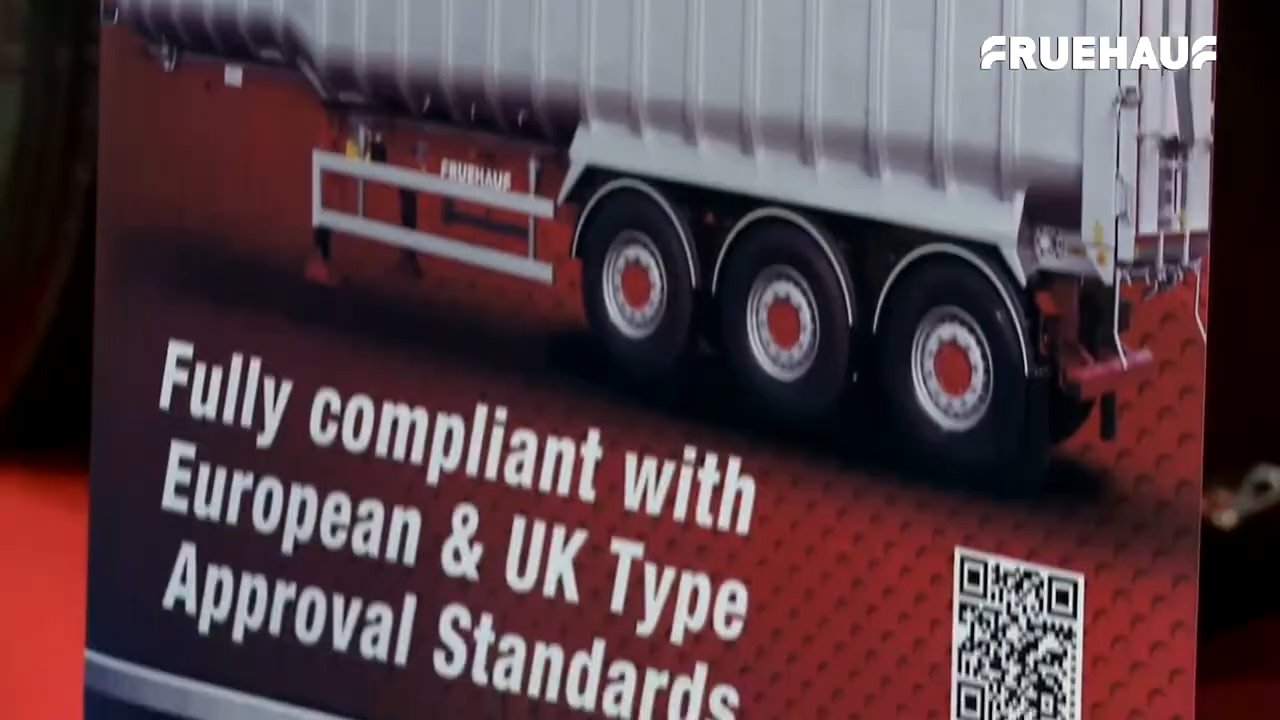 FRUEHAUF
FRUEHAUF
Fully compliant with
European & UK Type
Approval Standards